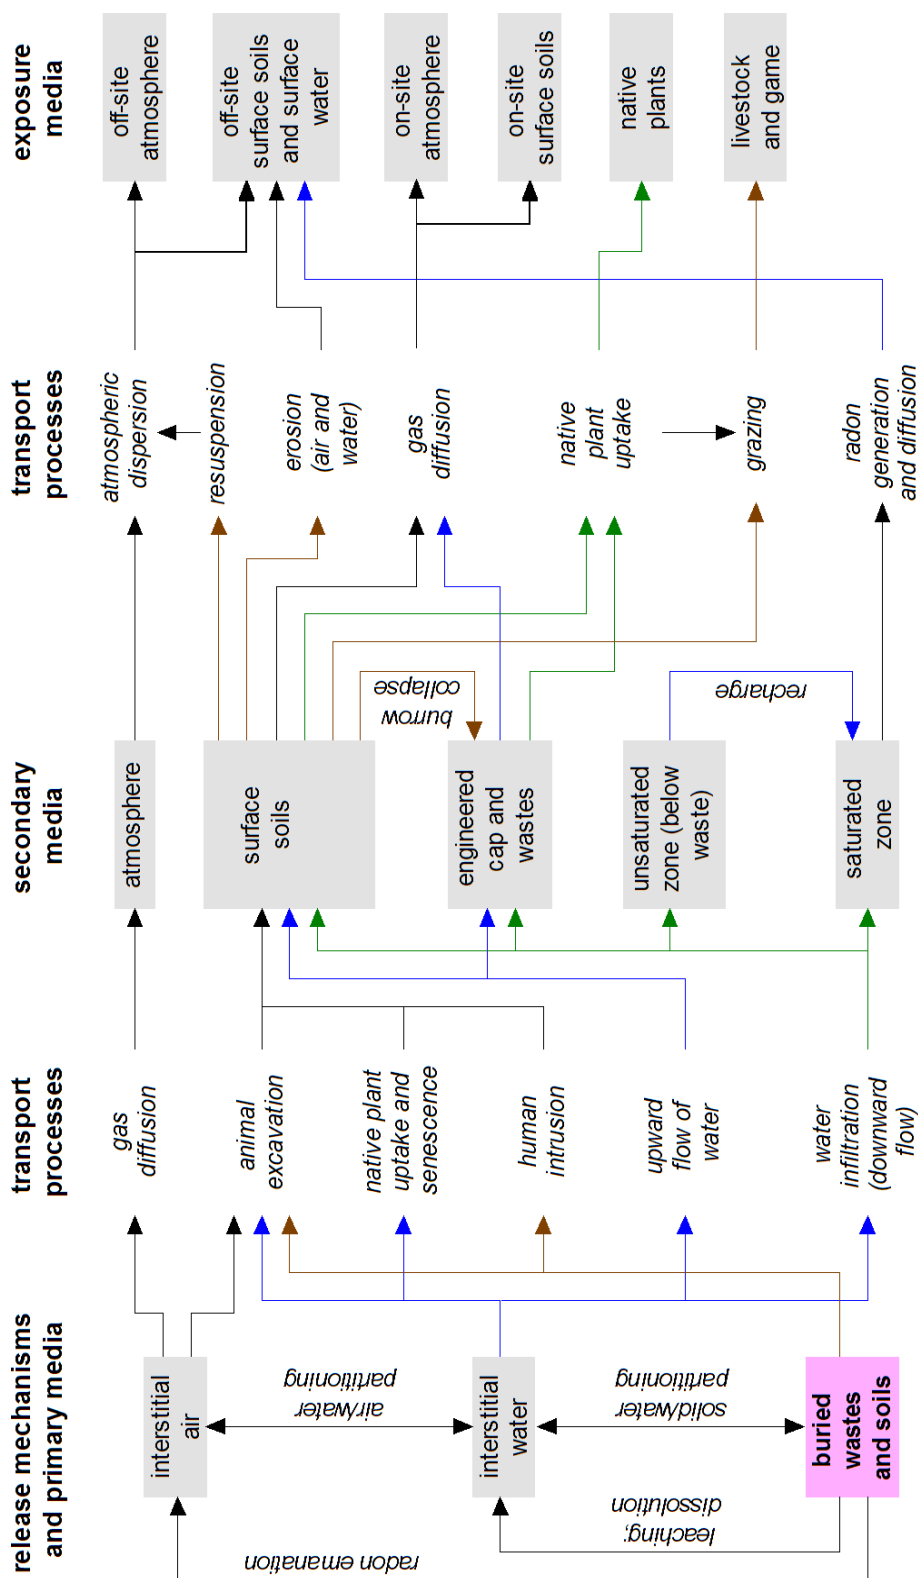 release mechanisms
and primary media
transport
processes
secondary
media
transport
processes
exposure
media
interstitial
air
interstitial
water
buried
wastes
and soils
air/water
partitioning
solid/water
partitioning
leaching;
dissolution
radon emanation
gas
diffusion
animal
excavation
native plant
uptake and
senescence
human
intrusion
upward
flow of
water
water
infiltration
(downward
flow)
atmosphere
surface
soils
engineered
cap and
wastes
unsaturated
zone (below
waste)
saturated
zone
burrow
collapse
recharge
atmospheric
dispersion
resuspension
erosion
(air and
water)
gas
diffusion
native
plant
uptake
grazing
radon
generation
and diffusion
off-site
atmosphere
off-site
surface soils
and surface
water
on-site
atmosphere
on-site
surface soils
native
plants
livestock
and game